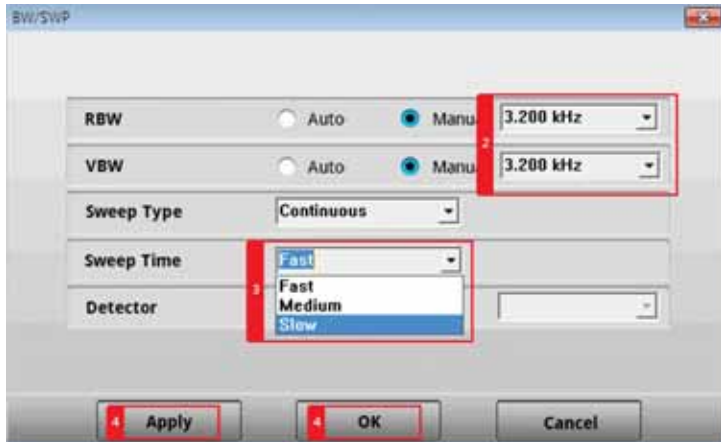 BW/SWP
RBW Auto Manu 2 3.200 kHz
VBW Auto Manu 3.200 kHz
Sweep Type Continuous
Sweep Time Fast
3 Fast
Medium
Detector Slow
4 Apply 4 OK Cancel